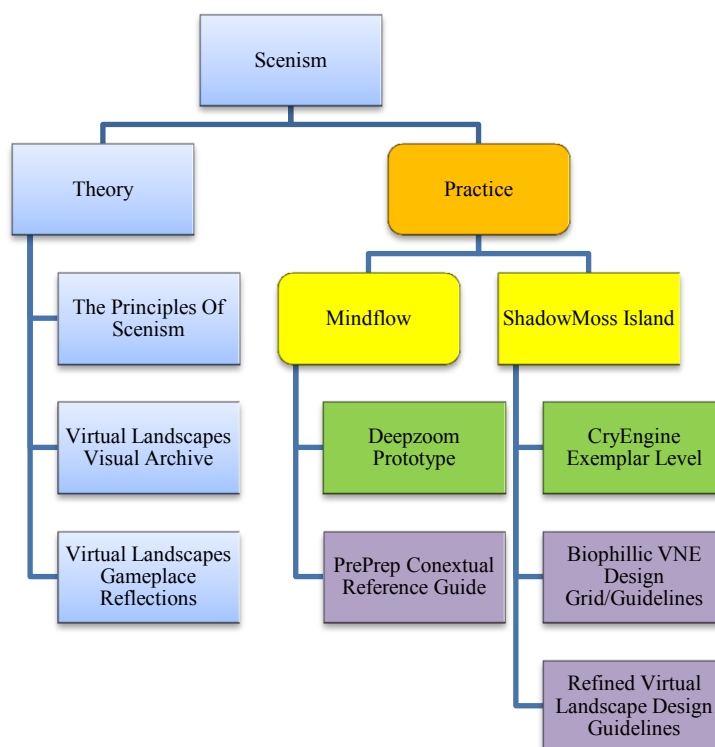 Scenism
Theory
Practice
The Principles Of
Scenism
Virtual Landscapes
Visual Archive
Virtual Landscapes
Gameplace
Reflections
Mindflow
ShadowMoss Island
Deepzoom
Prototype
PrePrep Conextual
Reference Guide
CryEngine
Exemplar Level
Biophillic VNE
Design
Grid/Guidelines
Refined Virtual
Landscape Design
Guidelines